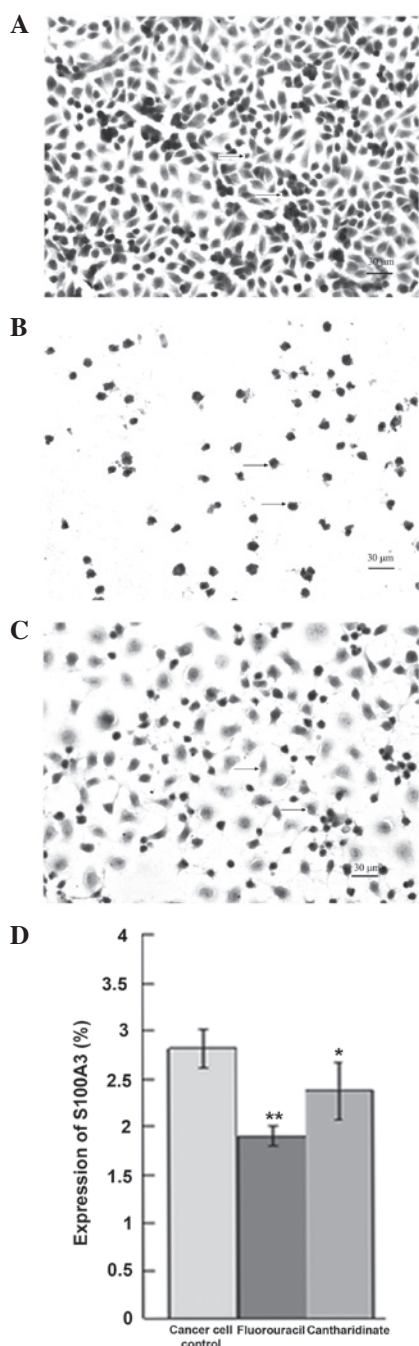 A
30 µm
B
30 µm
C
30 µm
D
Expression of S100A3 (%)
4
3.5
3
2.5
2
1.5
1
0.5
0
**
*
Cancer cell
control
Fluorouracil
Cantharidinate